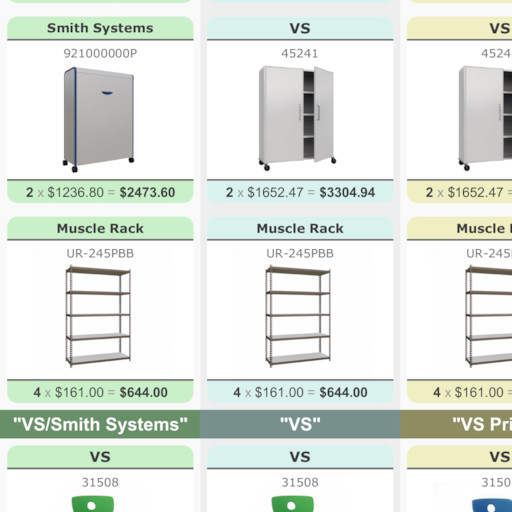 Smith Systems
VS
VS
921000000P
45241
4524
2 x $1236.80 = $2473.60
2 x $1652.47 = $3304.94
2 x $1652.47 =
Muscle Rack
Muscle Rack
Muscle
UR-245PBB
UR-245PBB
UR-245
4 x $161.00 = $644.00
4 x $161.00 = $644.00
4 x $161.00 =
"VS/Smith Systems"
"VS"
"VS Pri
VS
VS
VS
31508
31508
3150